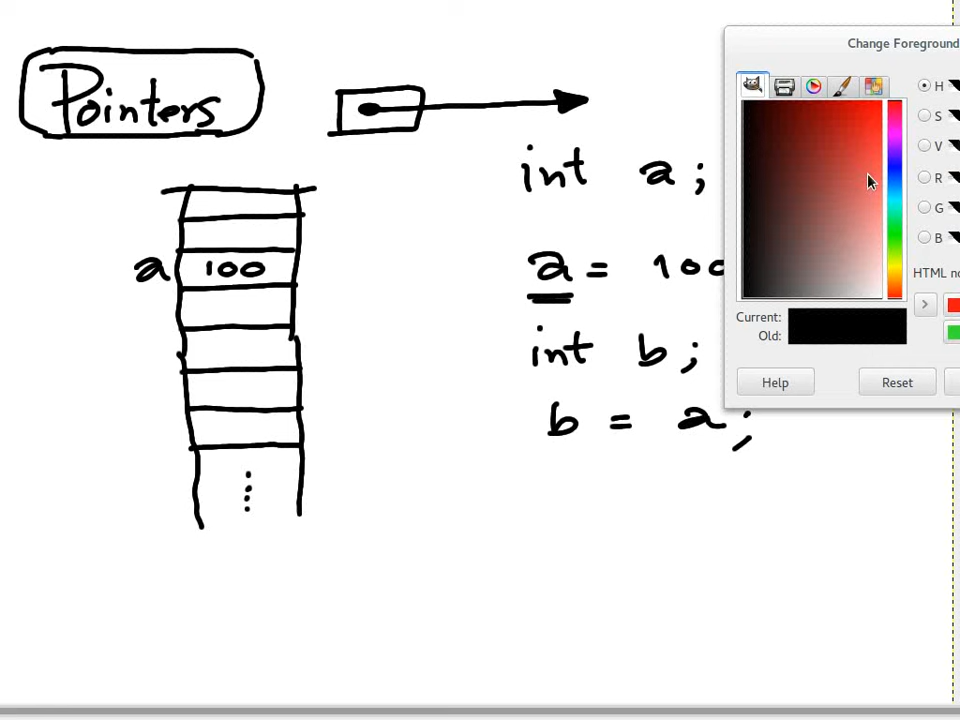 Pointers
int a;
a 100
a = 100
int b;
b = a;
Change Foreground
H
S
V
R
G
B
HTML no
Current:
Old:
>
Help
Reset